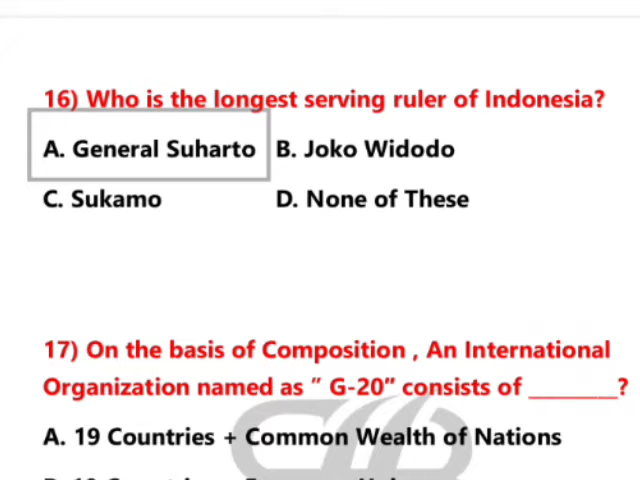 16) Who is the longest serving ruler of Indonesia?
A. General Suharto B. Joko Widodo
C. Sukamo D. None of These
17) On the basis of Composition , An International
Organization named as " G-20" consists of ________?
A. 19 Countries + Common Wealth of Nations